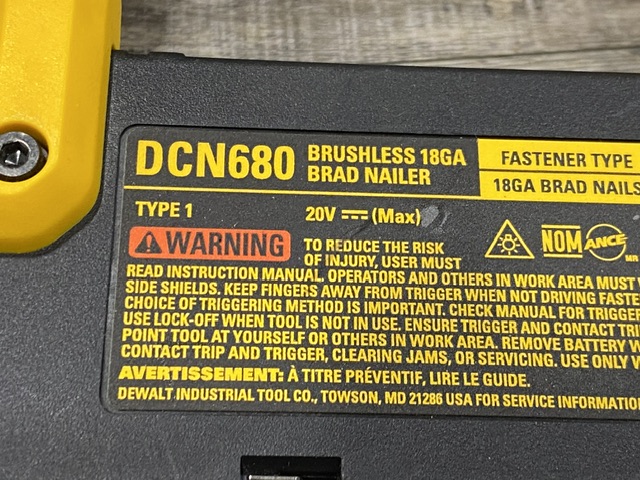 DCN680 BRUSHLESS 18GA
BRAD NAILER
FASTENER TYPE
18GA BRAD NAILS
TYPE 1 20V (Max)
WARNING TO REDUCE THE RISK
OF INJURY, USER MUST
NOM ANCE
MR
READ INSTRUCTION MANUAL. OPERATORS AND OTHERS IN WORK AREA MUST
SIDE SHIELDS. KEEP FINGERS AWAY FROM TRIGGER WHEN NOT DRIVING FASTE
CHOICE OF TRIGGERING METHOD IS IMPORTANT. CHECK MANUAL FOR TRIGGER
USE LOCK-OFF WHEN TOOL IS NOT IN USE. ENSURE TRIGGER AND CONTACT TRI
POINT TOOL AT YOURSELF OR OTHERS IN WORK AREA. REMOVE BATTERY W
CONTACT TRIP AND TRIGGER, CLEARING JAMS, OR SERVICING. USE ONLY
AVERTISSEMENT: À TITRE PRÉVENTIF, LIRE LE GUIDE.
DEWALT INDUSTRIAL TOOL CO., TOWSON, MD 21286 USA FOR SERVICE INFORMATIO